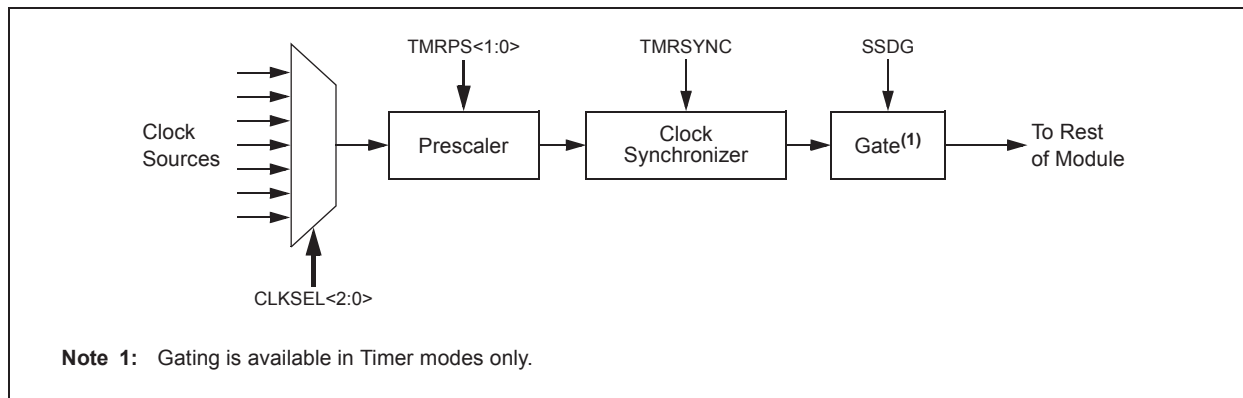 TMRPS<1:0>
TMRSYNC
SSDG
Clock
Sources
Prescaler
Clock
Synchronizer
Gate(1)
To Rest
of Module
CLKSEL<2:0>
Note 1: Gating is available in Timer modes only.